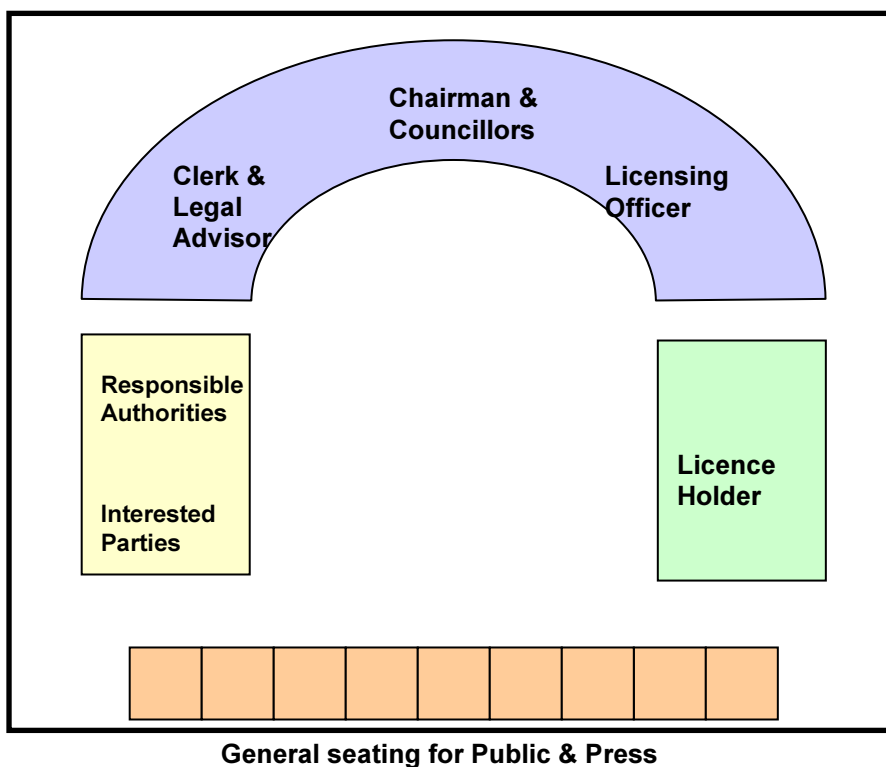 Chairman &
Councillors
Clerk &
Legal
Advisor
Licensing
Officer
Responsible
Authorities
Interested
Parties
Licence
Holder
General seating for Public & Press